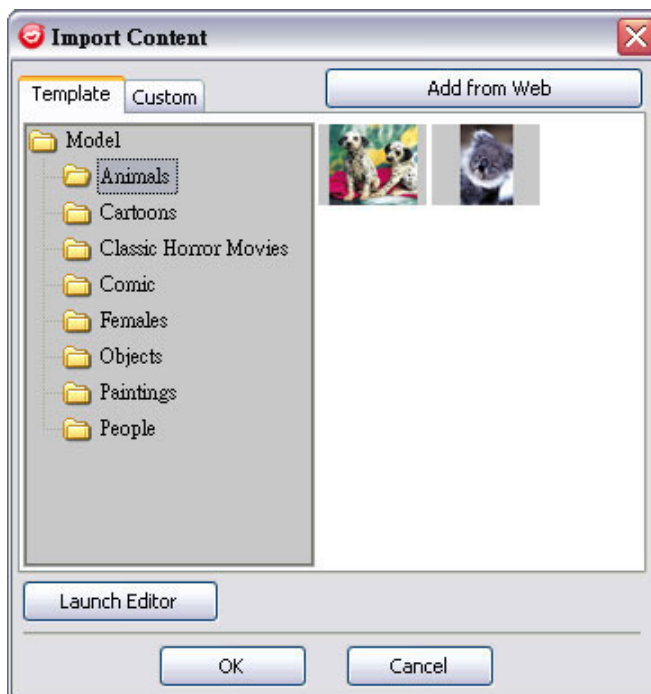 Import Content
Template
Custom
Add from Web
Model
Animals
Cartoons
Classic Horror Movies
Comic
Females
Objects
Paintings
People
Launch Editor
OK
Cancel